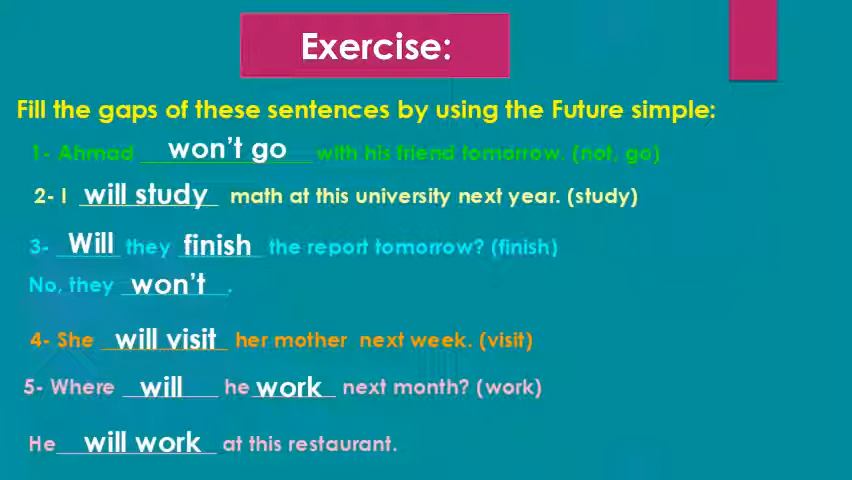 Exercise:
Fill the gaps of these sentences by using the Future simple:
1- Ahmad won't go with his friend tomorrow. (not, go)
2- I will study math at this university next year. (study)
3- Will they finish the report tomorrow? (finish)
No, they won't.
4- She will visit her mother next week. (visit)
5- Where will he work next month? (work)
He will work at this restaurant.